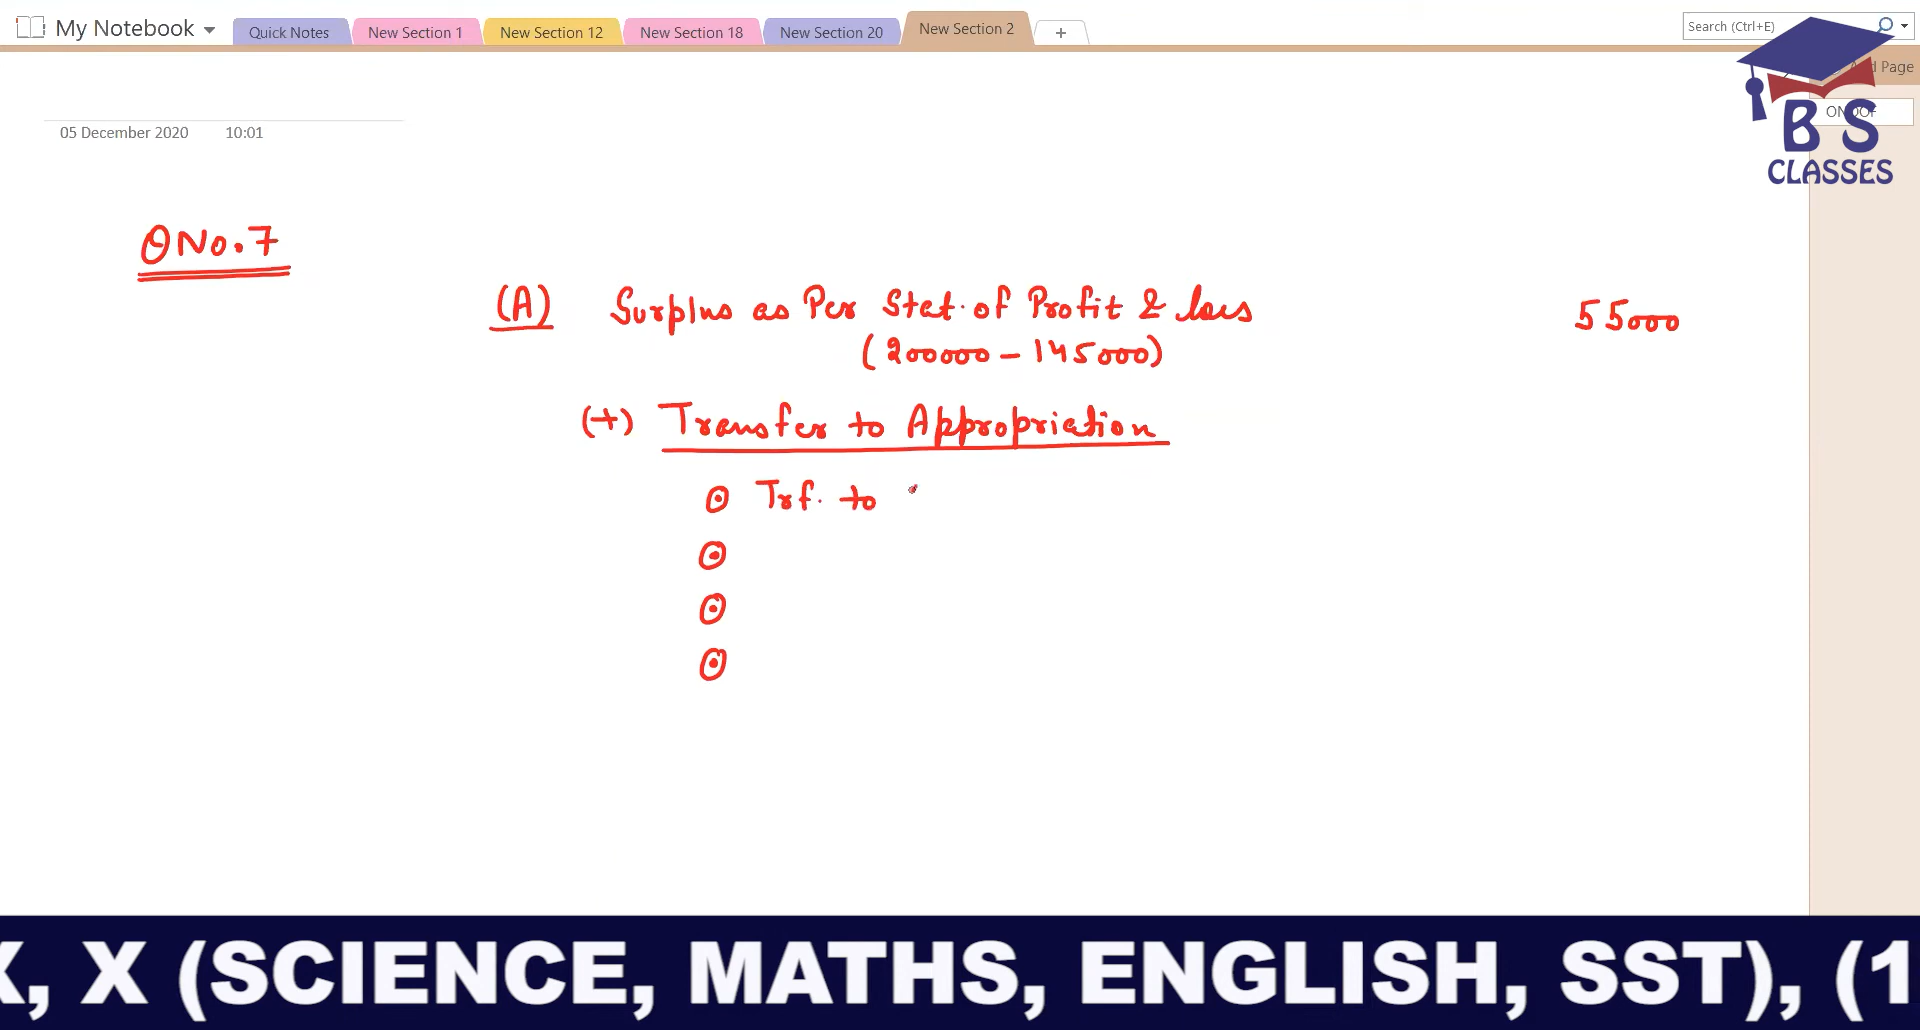 My Notebook
Quick Notes
New Section 1
New Section 12
New Section 18
New Section 20
New Section 2
+
Search (Ctrl+E)
Page
B S
CLASSES
05 December 2020 10:01
QNo.7
(A) Surplus as Per Stat. of Profit & loss 55000
(200000 - 145000)
(+) Transfer to Appropriation
Trf. to
X, X (SCIENCE, MATHS, ENGLISH, SST), (1